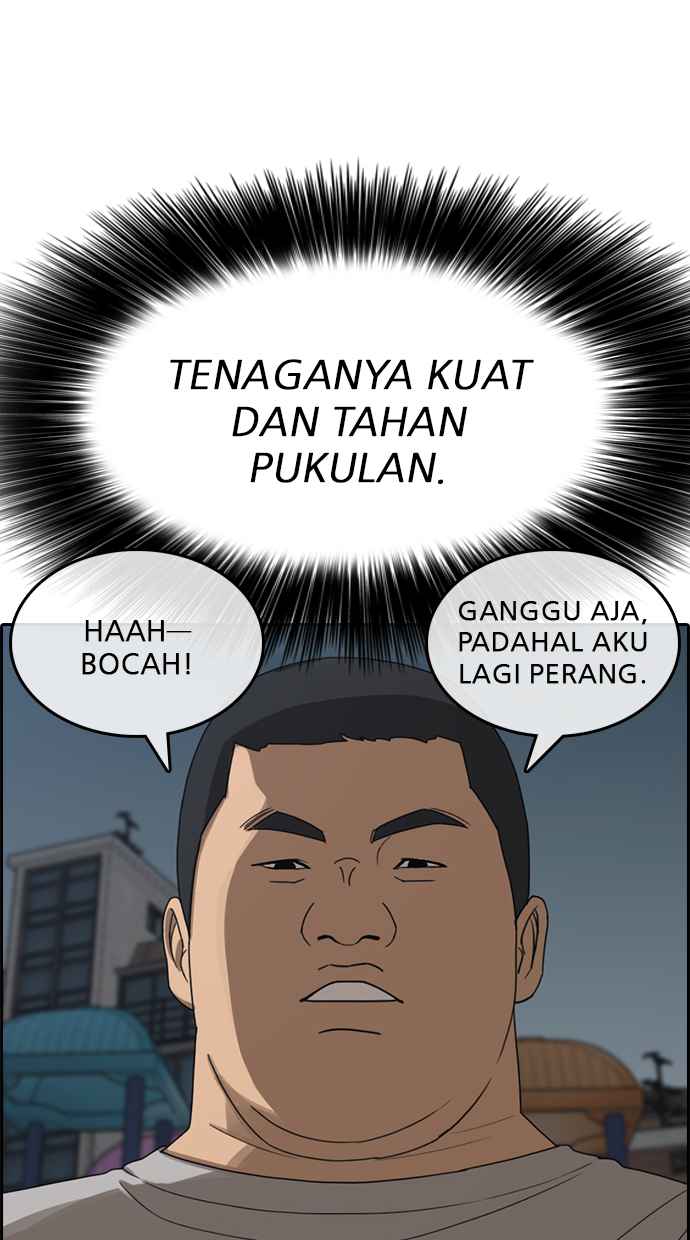 TENAGANYA KUAT
DAN TAHAN
PUKULAN.
HAAH—
BOCAH!
GANGGU AJA,
PADAHAL AKU
LAGI PERANG.